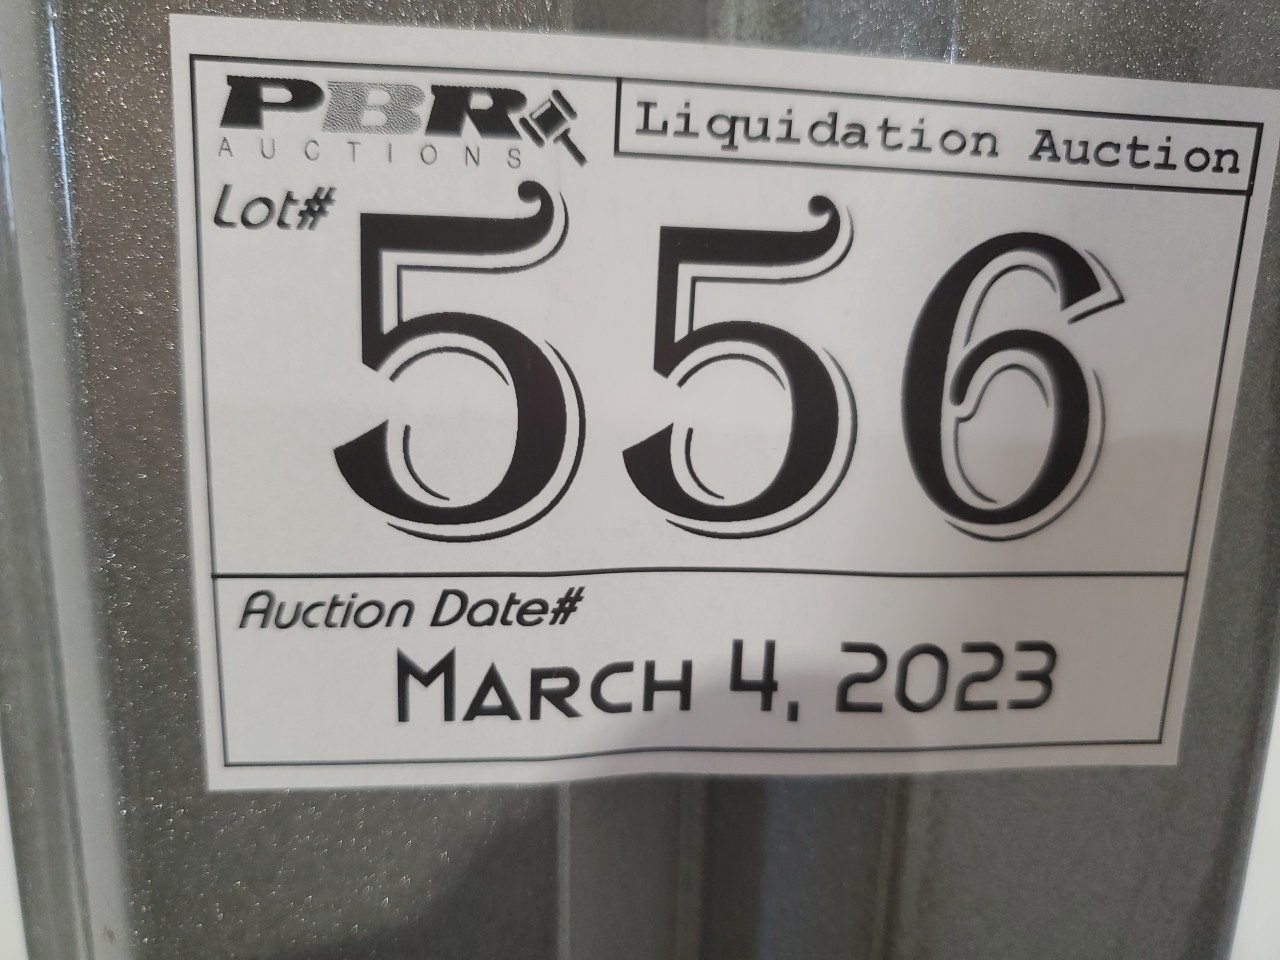 PBR
AUCTIONS
Liquidation Auction
Lot#
556
Auction Date#
MARCH 4, 2023